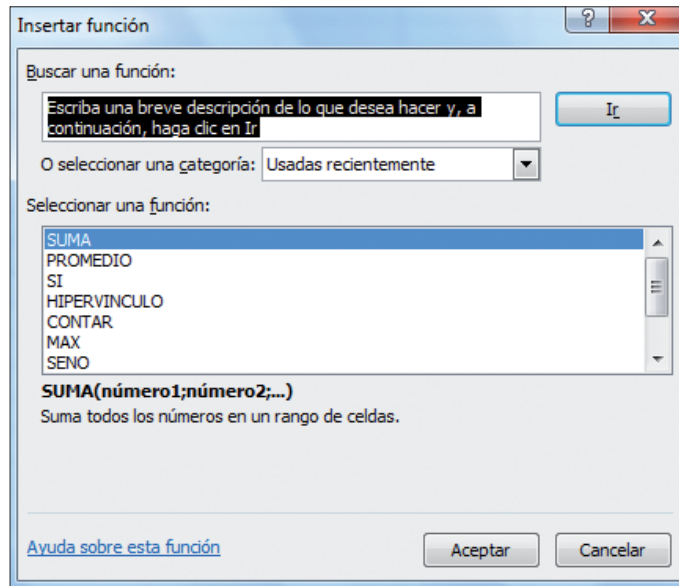 Insertar función
Buscar una función:
Escriba una breve descripción de lo que desea hacer y, a
continuación, haga clic en Ir
Ir
O seleccionar una categoría: Usadas recientemente
Seleccionar una función:
SUMA
PROMEDIO
SI
HIPERVINCULO
CONTAR
MAX
SENO
SUMA(número1;número2;...)
Suma todos los números en un rango de celdas.
Ayuda sobre esta función
Aceptar
Cancelar